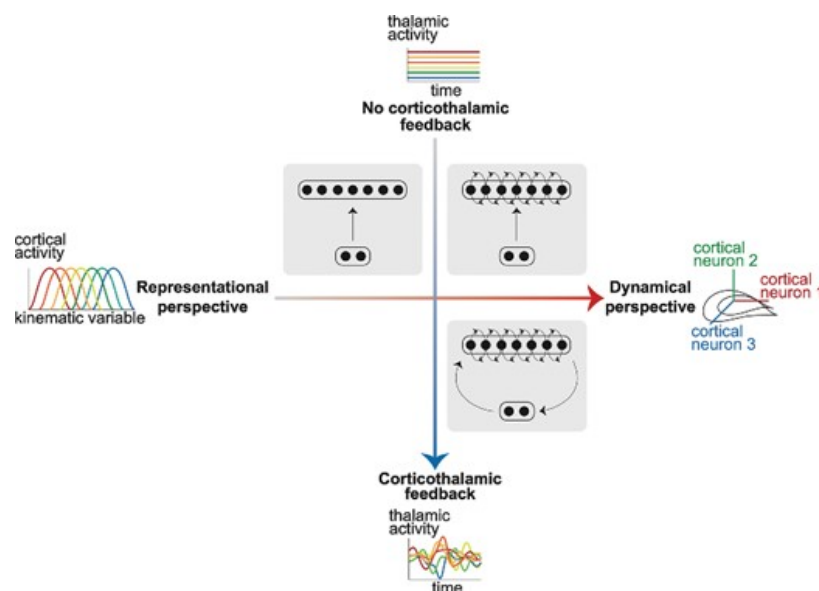 thalamic
activity
time
No corticothalamic
feedback
cortical
activity
kinematic variable
Representational
perspective
Dynamical
perspective
cortical
neuron 2
cortical
neuron 1
cortical
neuron 3
Corticothalamic
feedback
thalamic
activity
time